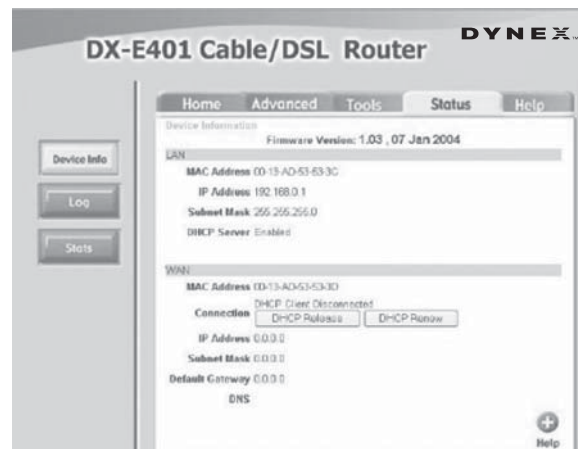 DYNEX
DX-E401 Cable/DSL Router
Home Advanced Tools Status Help
Device Information
Firmware Version: 1.03 , 07 Jan 2004
Device Info
Log
Stats
LAN
MAC Address 00-13-AD-53-53-3C
IP Address 192.168.0.1
Subnet Mask 255.255.255.0
DHCP Server Enabled
WAN
MAC Address 00-13-AD-53-53-3D
Connection DHCP Client Disconnected
DHCP Release DHCP Renew
IP Address 0.0.0.0
Subnet Mask 0.0.0.0
Default Gateway 0.0.0.0
DNS
Help